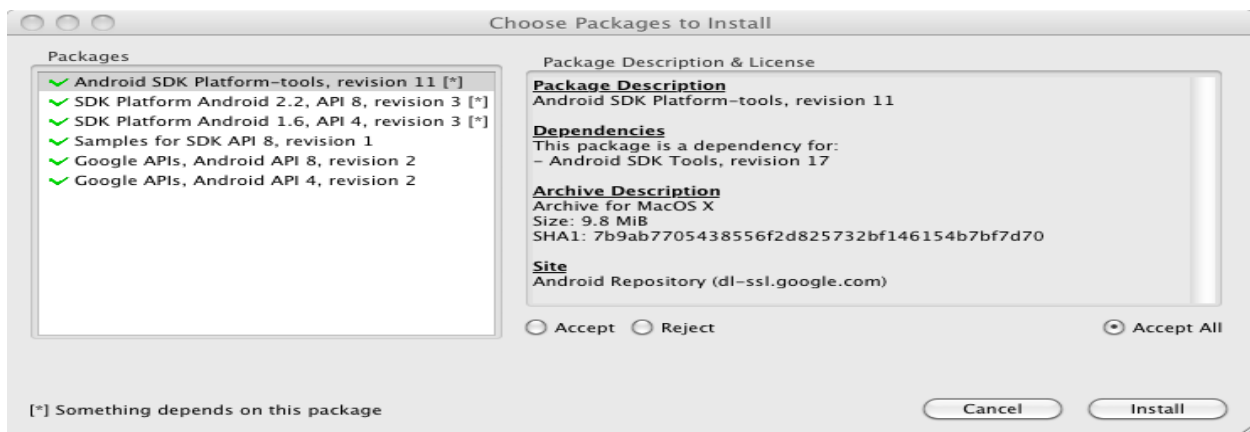 Choose Packages to Install
Packages
Android SDK Platform-tools, revision 11 [*]
SDK Platform Android 2.2, API 8, revision 3 [*]
SDK Platform Android 1.6, API 4, revision 3 [*]
Samples for SDK API 8, revision 1
Google APIs, Android API 8, revision 2
Google APIs, Android API 4, revision 2
Package Description & License
Package Description
Android SDK Platform-tools, revision 11
Dependencies
This package is a dependency for:
- Android SDK Tools, revision 17
Archive Description
Archive for MacOS X
Size: 9.8 MiB
SHA1: 7b9ab7705438556f2d825732bf146154b7bf7d70
Site
Android Repository (dl-ssl.google.com)
Accept Reject Accept All
[*] Something depends on this package
Cancel Install